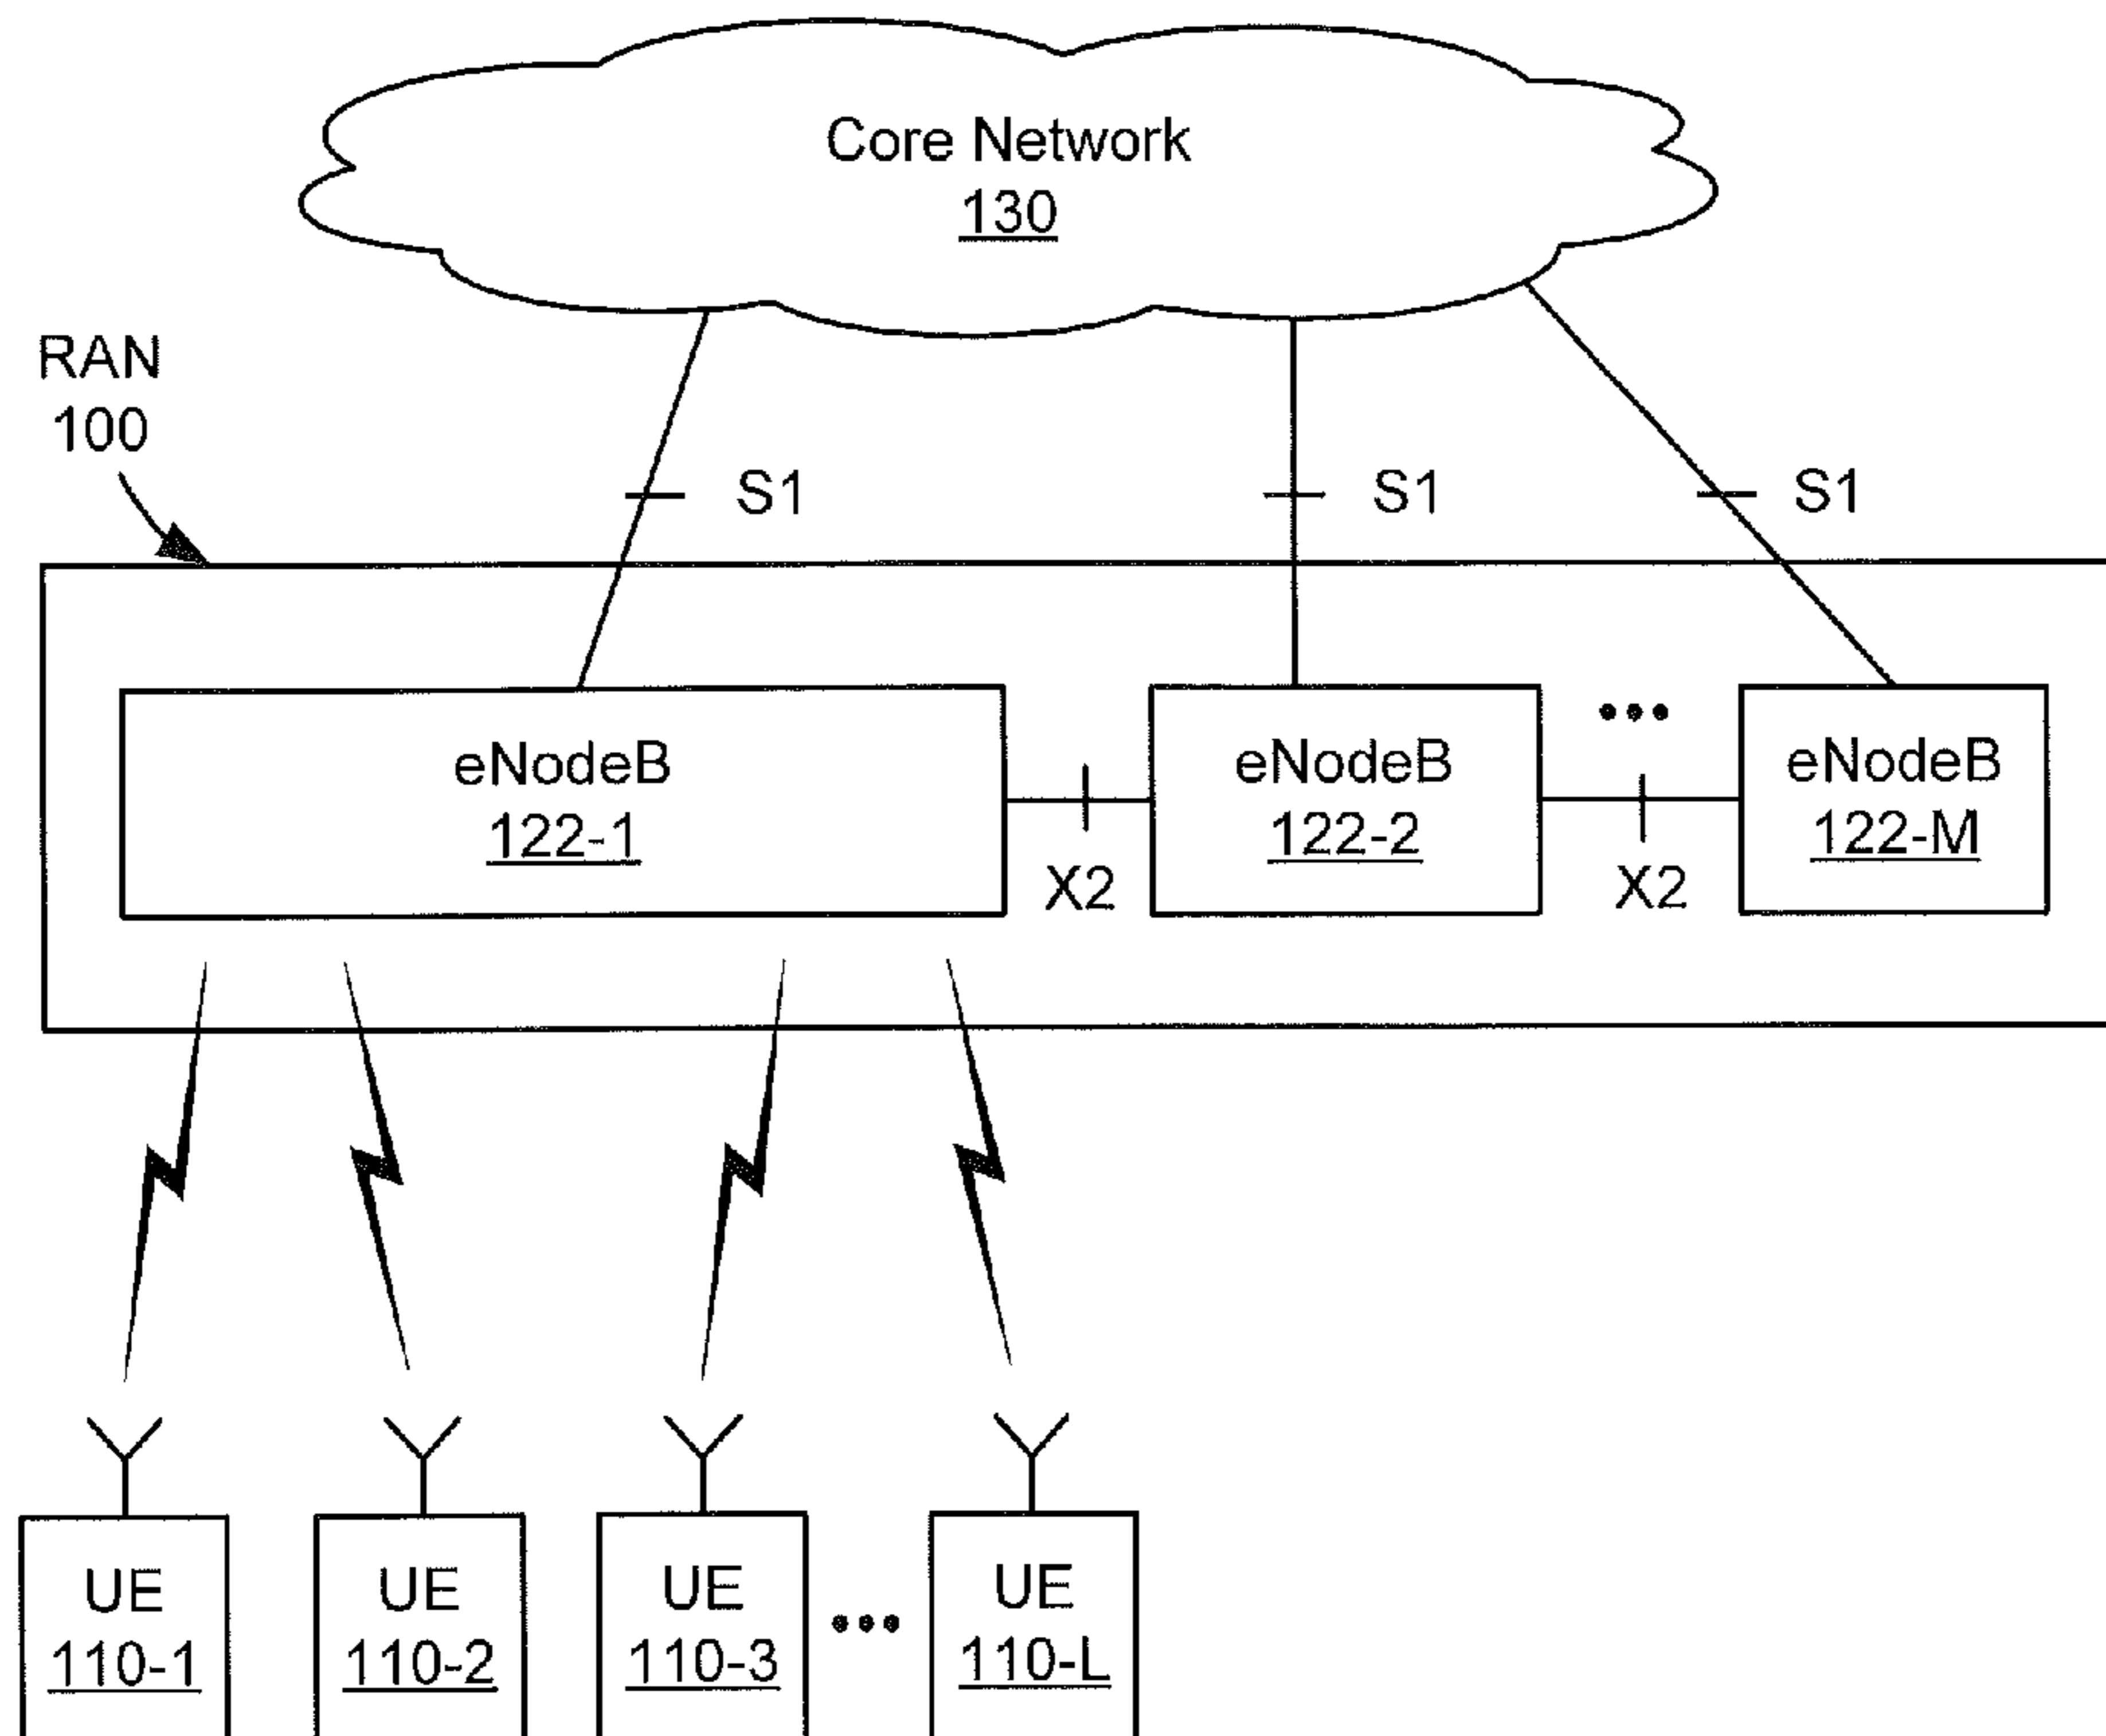 Core Network
130
RAN
100
S1
S1
S1
eNodeB
122-1
X2
eNodeB
122-2
•••
X2
eNodeB
122-M
UE
110-1
UE
110-2
UE
110-3
•••
UE
110-L